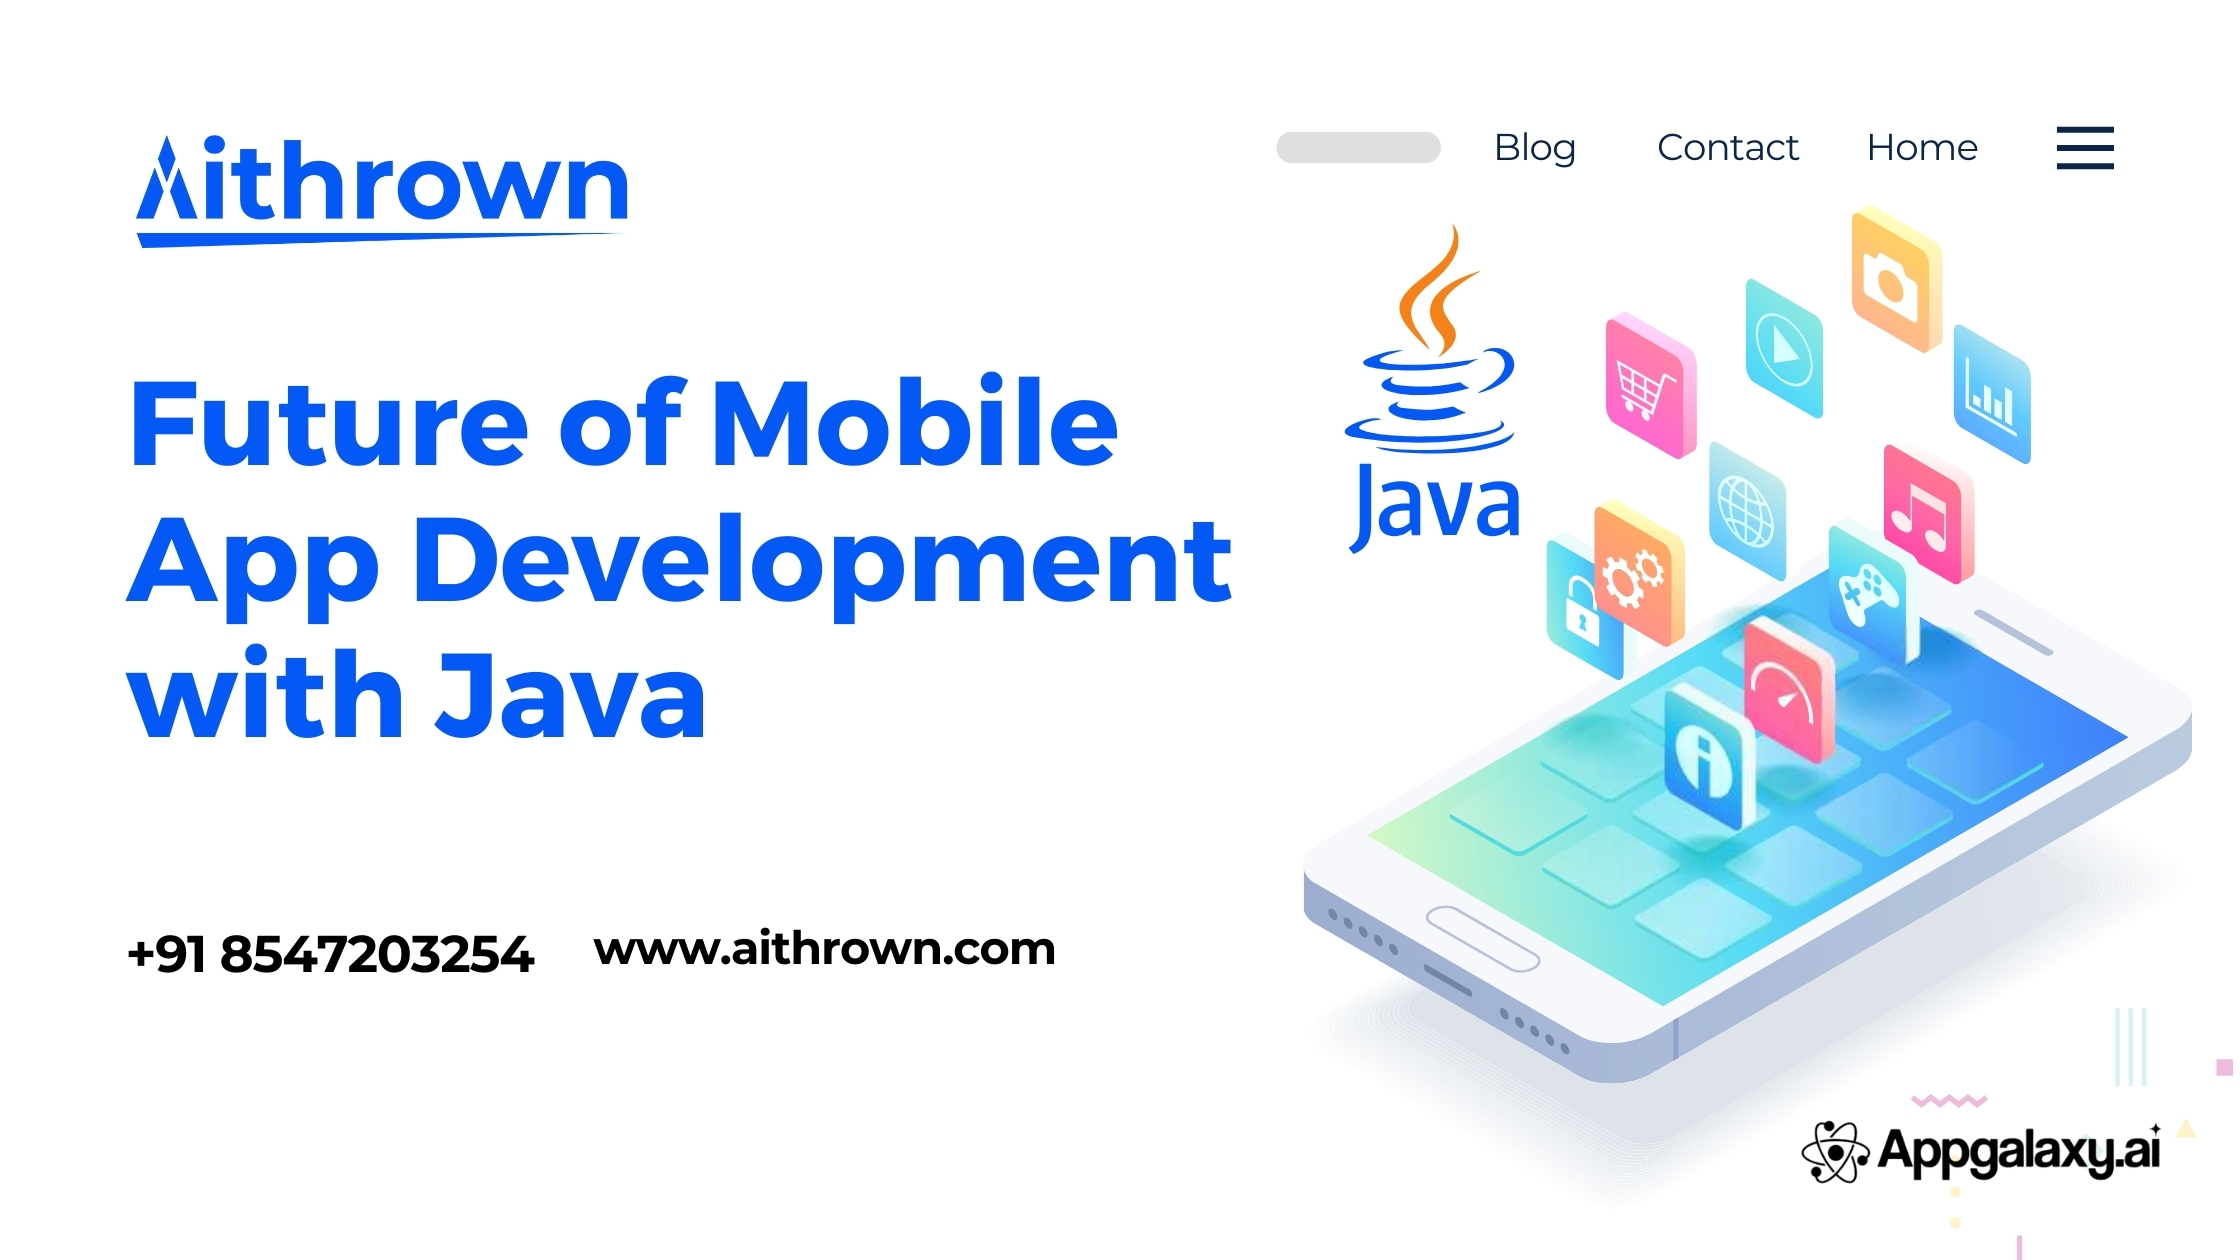 Aithrown
Blog Contact Home
Java
Future of Mobile
App Development
with Java
+91 8547203254 www.aithrown.com
Appgalaxy.ai